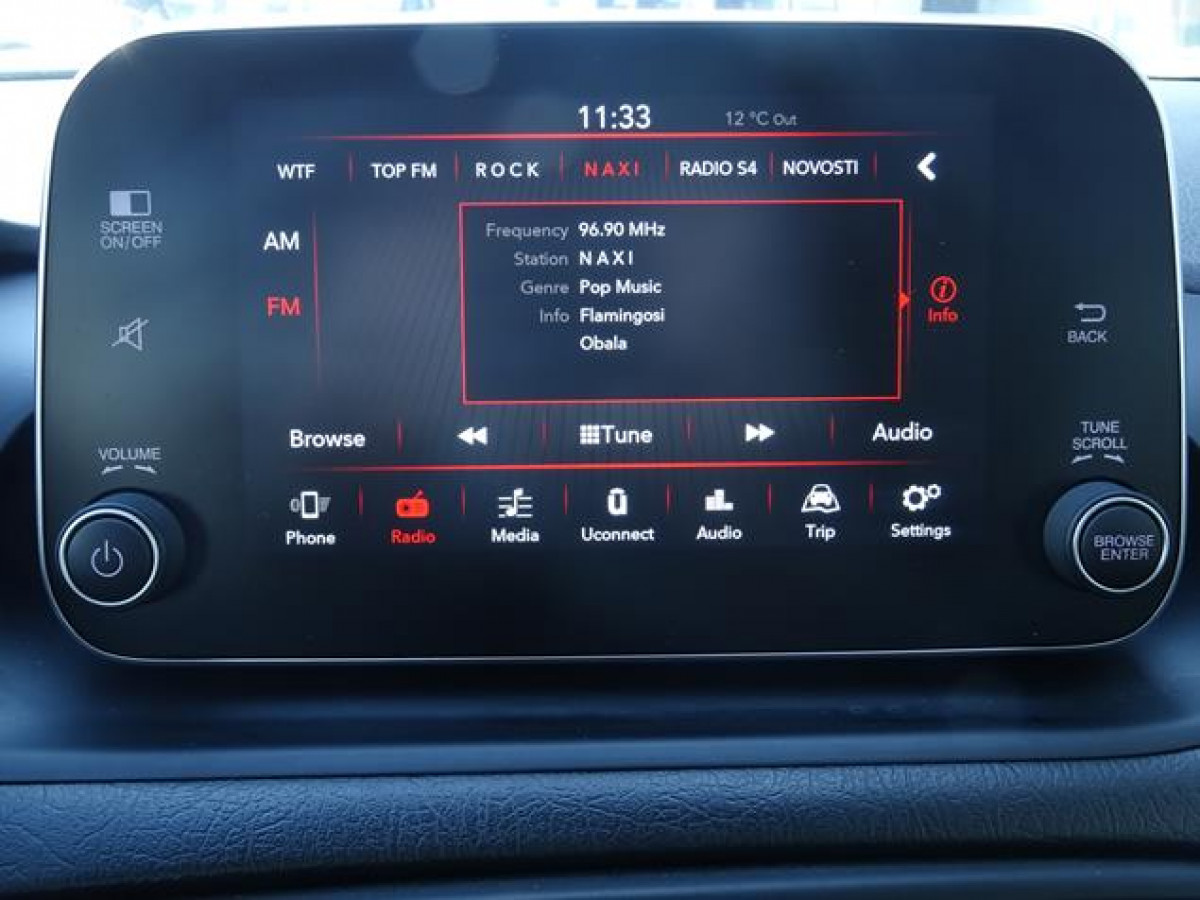 11:33 12 °C Out
WTF TOP FM ROCK NAXI RADIO S4 NOVOSTI
SCREEN
ON/OFF
AM
FM
Frequency 96.90 MHz
Station NAXI
Genre Pop Music
Info Flamingosi
Obala
Info
BACK
Browse Tune Audio
VOLUME
TUNE
SCROLL
Phone Radio Media Uconnect Audio Trip Settings
BROWSE
ENTER